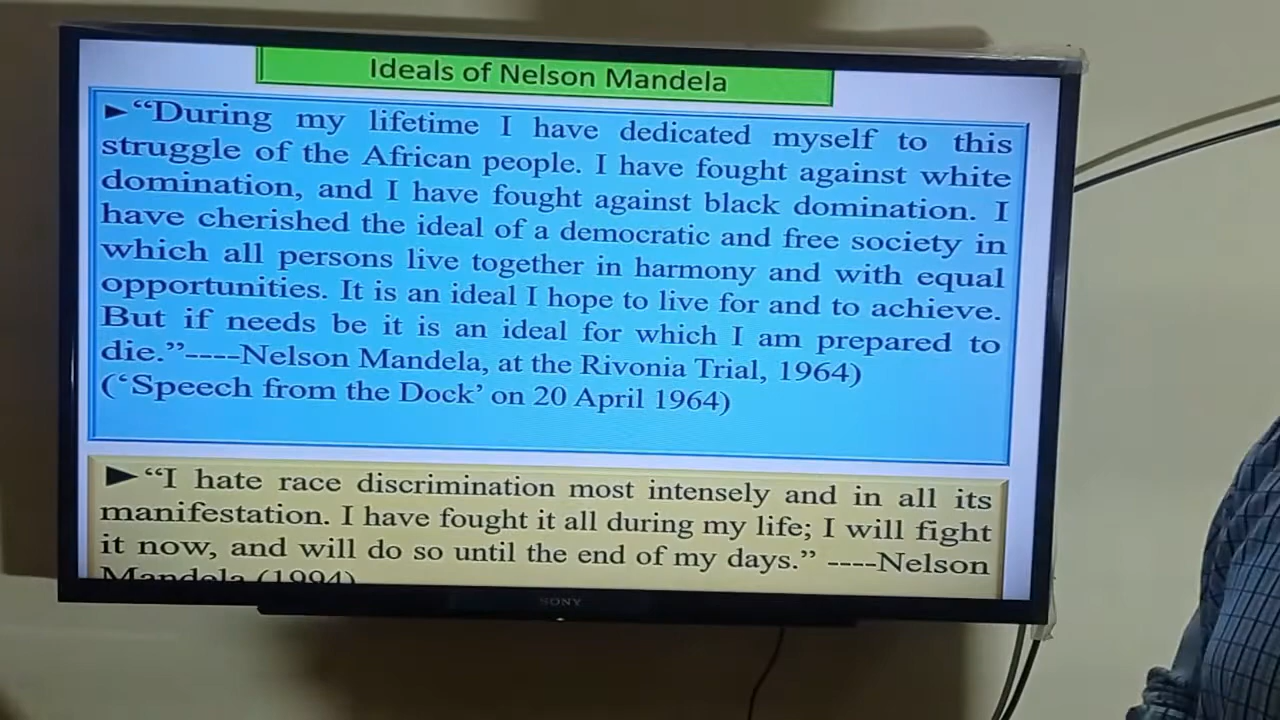 Ideals of Nelson Mandela
►“During my lifetime I have dedicated myself to this
struggle of the African people. I have fought against white
domination, and I have fought against black domination. I
have cherished the ideal of a democratic and free society in
which all persons live together in harmony and with equal
opportunities. It is an ideal I hope to live for and to achieve.
But if needs be it is an ideal for which I am prepared to
die.”----Nelson Mandela, at the Rivonia Trial, 1964)
(‘Speech from the Dock’ on 20 April 1964)
►“I hate race discrimination most intensely and in all its
manifestation. I have fought it all during my life; I will fight
it now, and will do so until the end of my days.” ----Nelson
Mandela (1994)
SONY